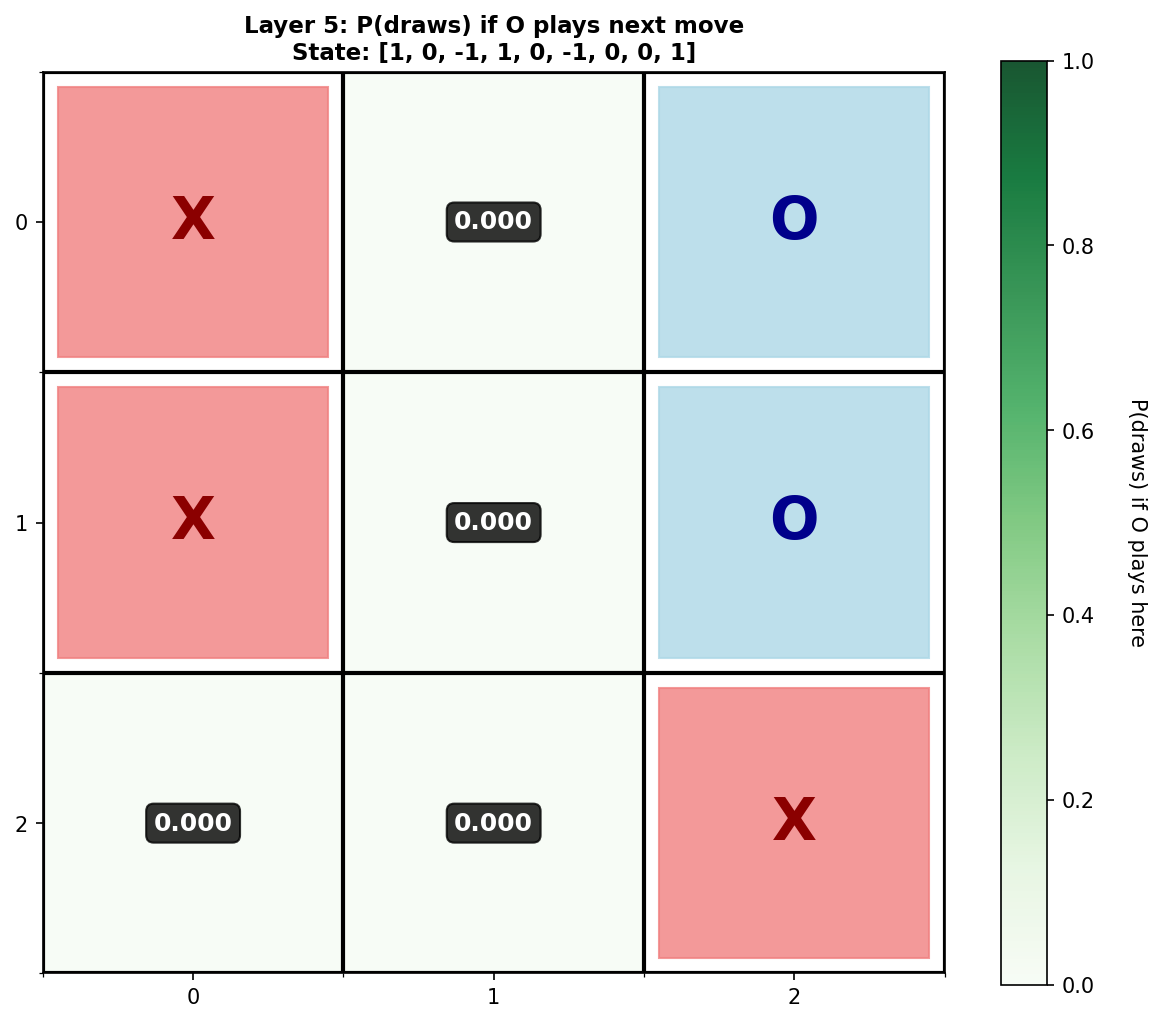 Layer 5: P(draws) if O plays next move
State: [1, 0, -1, 1, 0, -1, 0, 0, 1]
X
0.000
O
X
0.000
O
0.000
0.000
X
0
1
2
0
1
2
1.0
0.8
0.6
0.4
0.2
0.0
P(draws) if O plays here